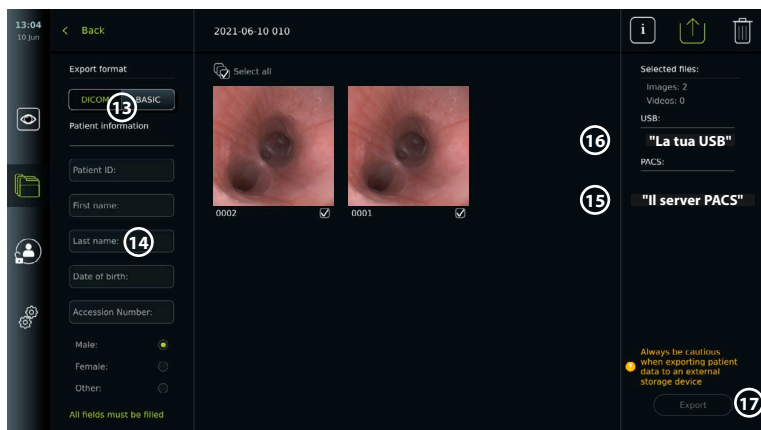 13:04
10 Jun
Back
2021-06-10 010
i
Export format
DICOM
13
BASIC
Patient information
Patient ID:
First name:
Last name:
14
Date of birth:
Accession Number:
Male:
Female:
Other:
All fields must be filled
Select all
0002
0001
Selected files:
Images: 2
Videos: 0
USB:
16
"La tua USB"
PACS:
15
"Il server PACS"
Always be cautious
when exporting patient
data to an external
storage device
Export
17